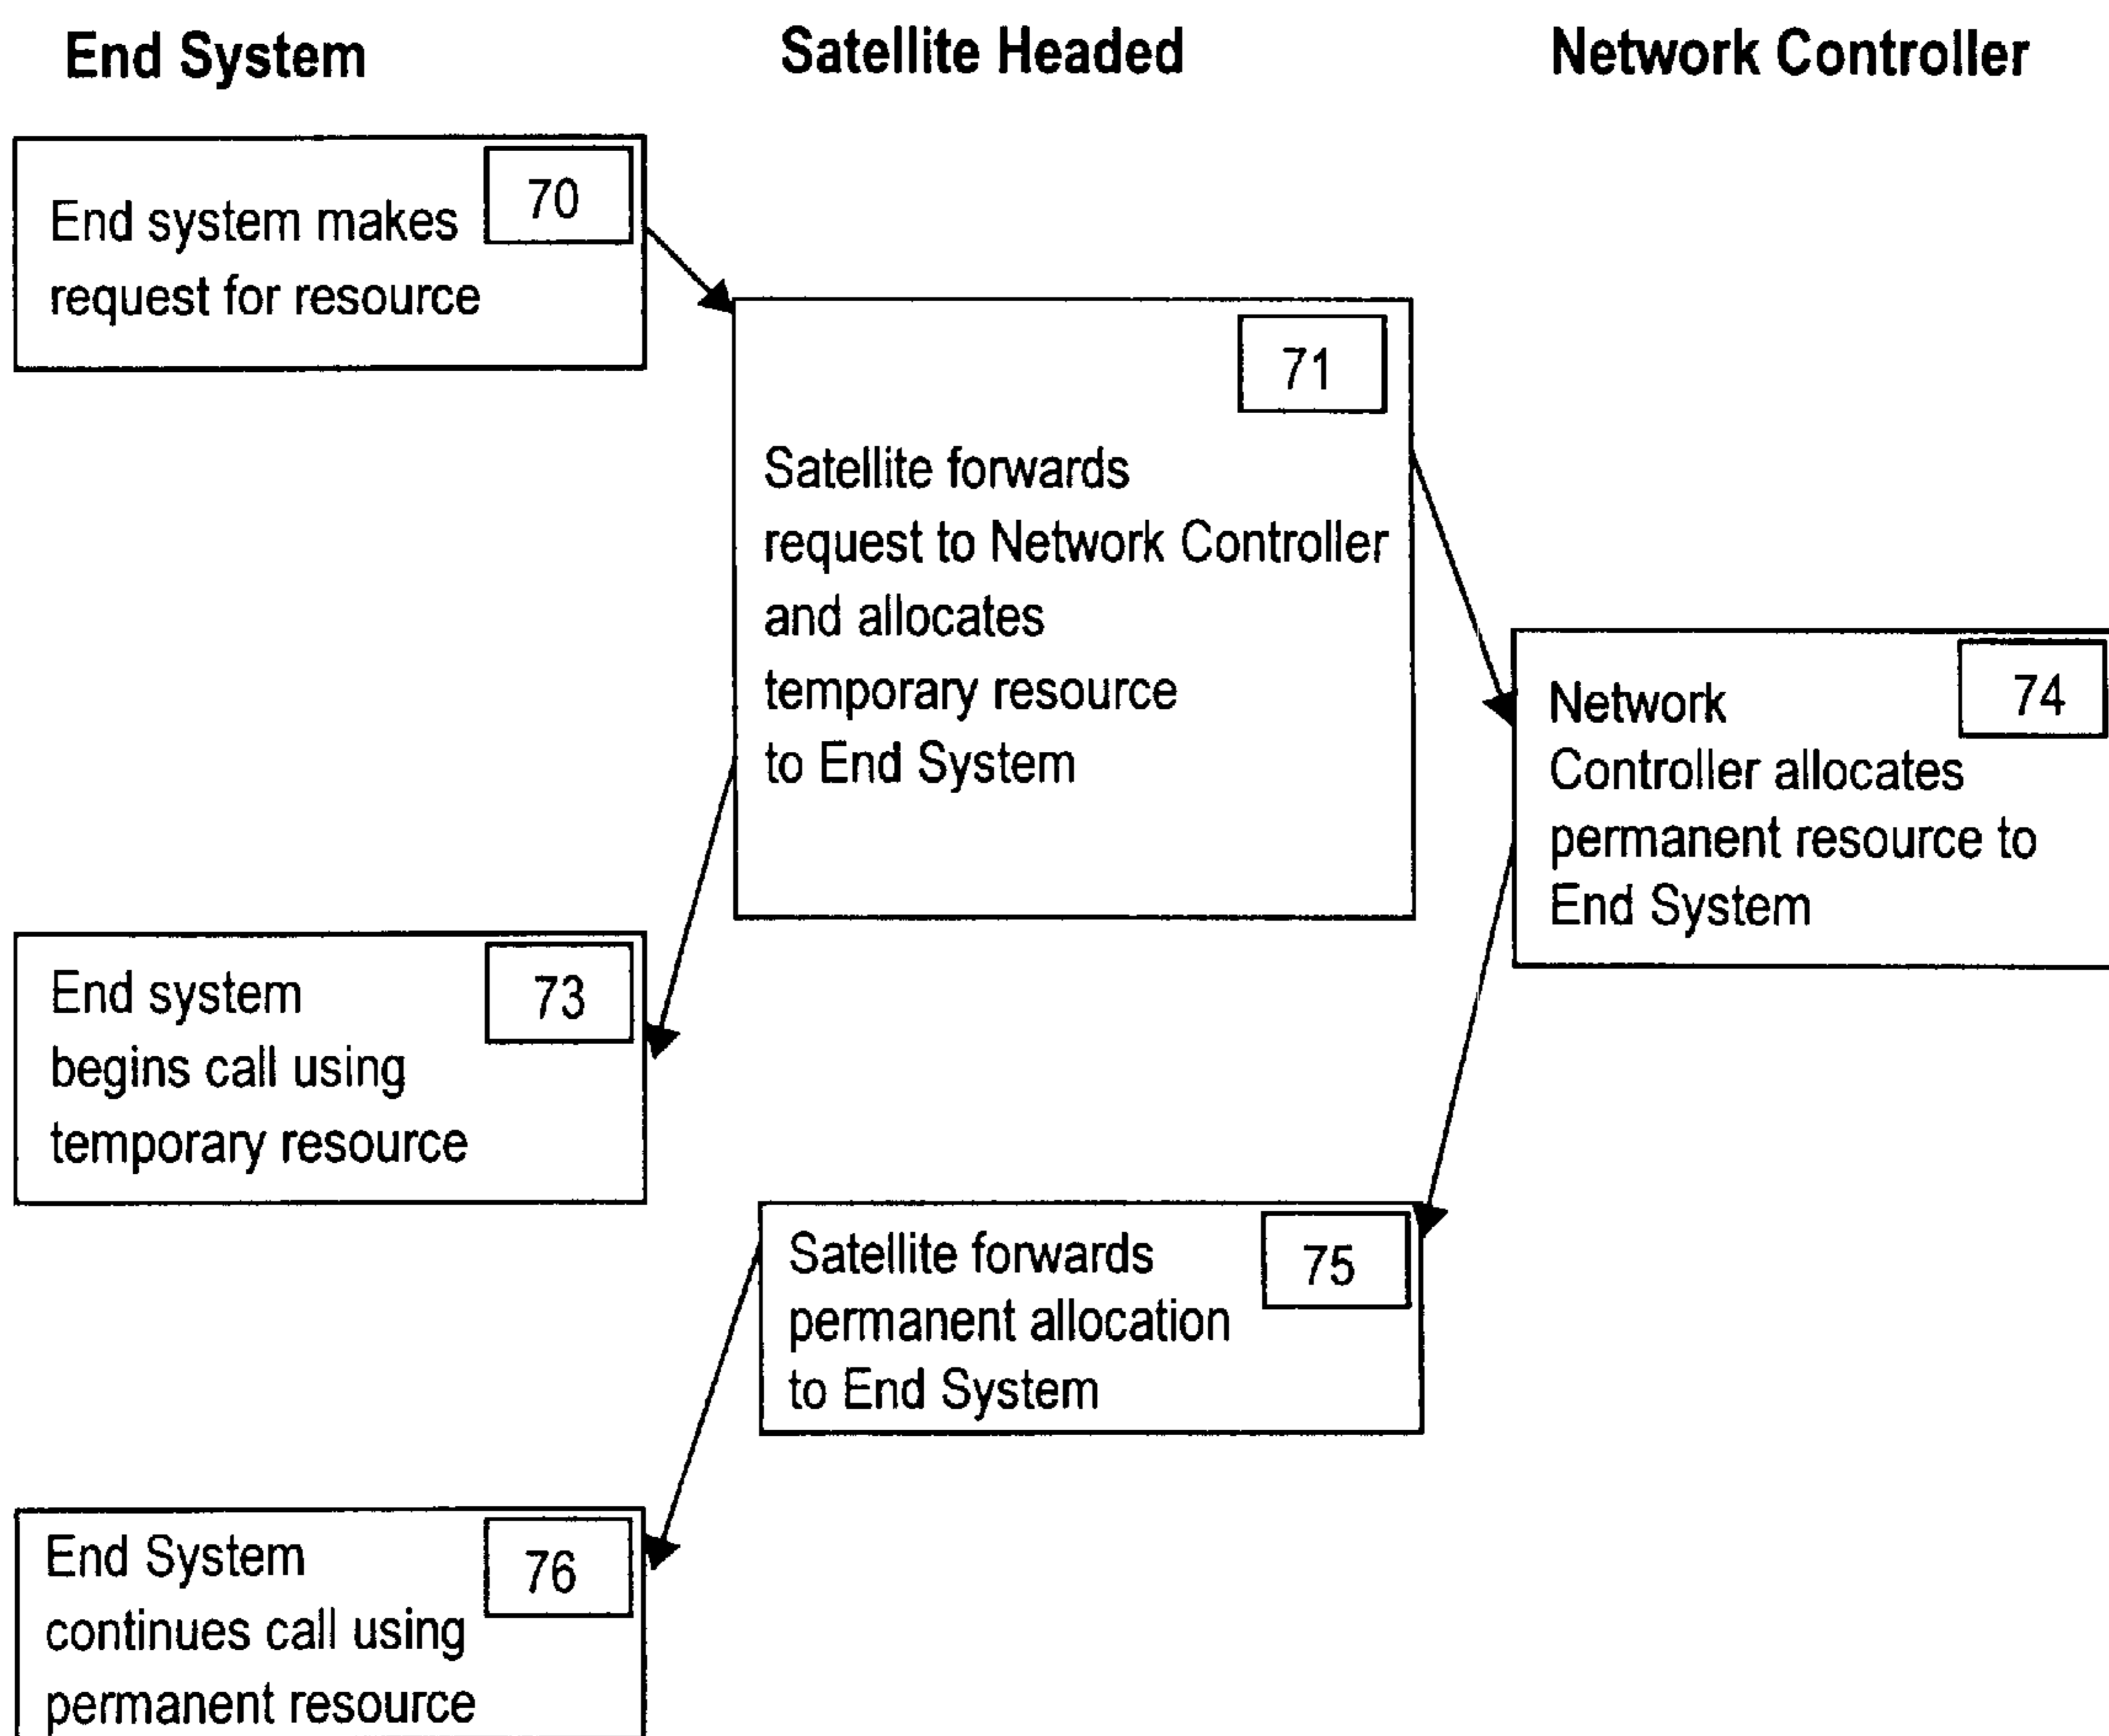 End System
Satellite Headed
Network Controller
70
End system makes
request for resource
71
Satellite forwards
request to Network Controller
and allocates
temporary resource
to End System
74
Network
Controller allocates
permanent resource to
End System
73
End system
begins call using
temporary resource
75
Satellite forwards
permanent allocation
to End System
76
End System
continues call using
permanent resource